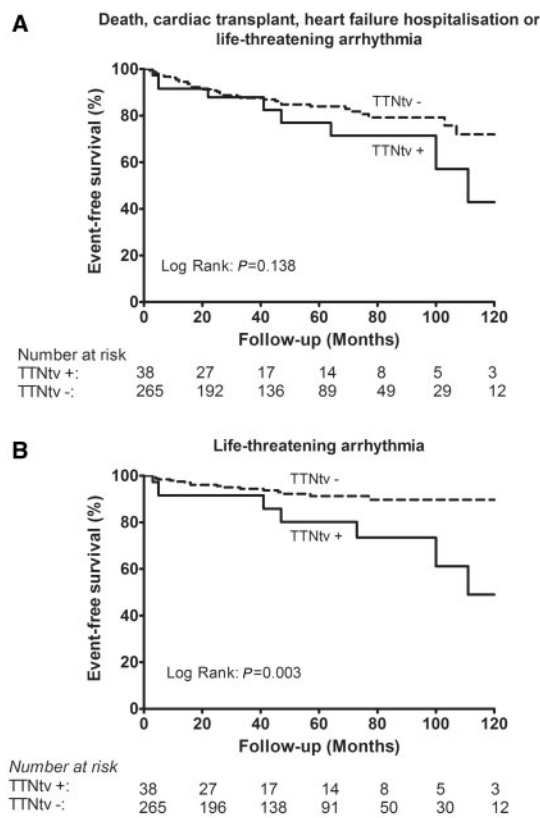 A
Death, cardiac transplant, heart failure hospitalisation or
life-threatening arrhythmia
Event-free survival (%)
100
80
60
40
20
0
TTNtv -
TTNtv +
Log Rank: P=0.138
0 20 40 60 80 100 120
Follow-up (Months)
Number at risk
TTNtv +: 38 27 17 14 8 5 3
TTNtv -: 265 192 136 89 49 29 12
B
Life-threatening arrhythmia
Event-free survival (%)
100
80
60
40
20
0
TTNtv -
TTNtv +
Log Rank: P=0.003
0 20 40 60 80 100 120
Follow-up (Months)
Number at risk
TTNtv +: 38 27 17 14 8 5 3
TTNtv -: 265 196 138 91 50 30 12